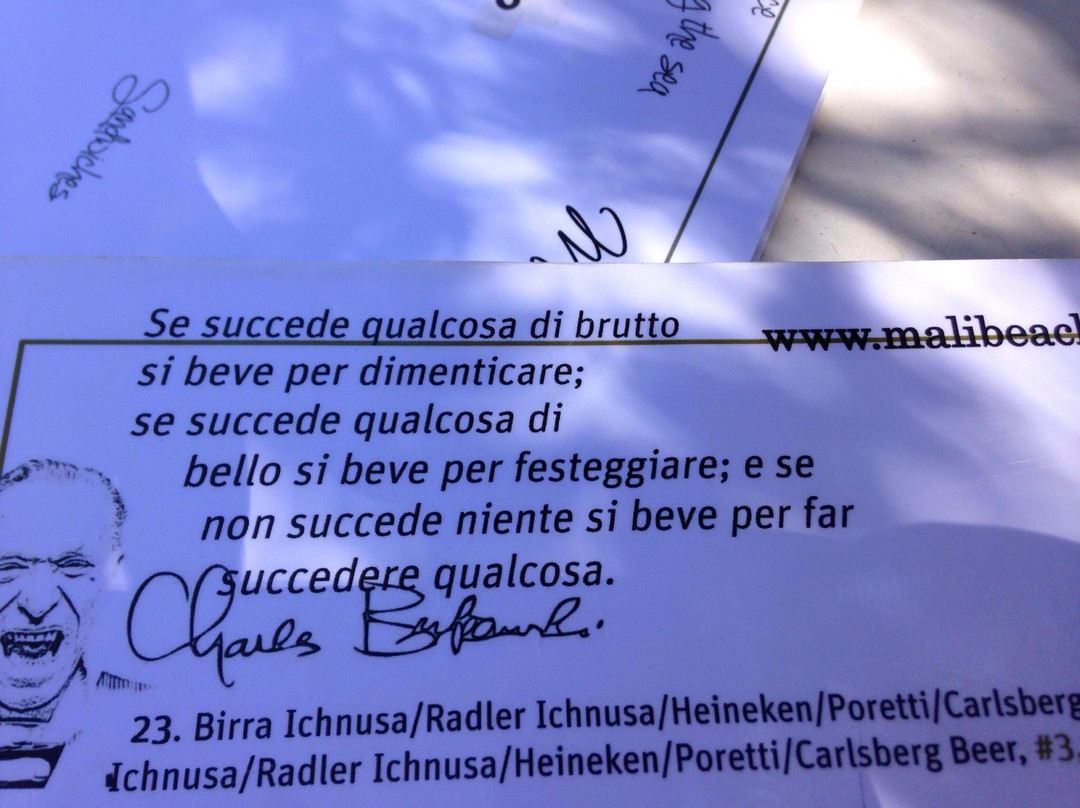 g the sea
Sandwiches
Se succede qualcosa di brutto
www.malibeac
si beve per dimenticare;
se succede qualcosa di
bello si beve per festeggiare; e se
non succede niente si beve per far
succedere qualcosa.
Charles Bukowski.
23. Birra Ichnusa/Radler Ichnusa/Heineken/Poretti/Carlsberg
Ichnusa/Radler Ichnusa/Heineken/Poretti/Carlsberg Beer, #3